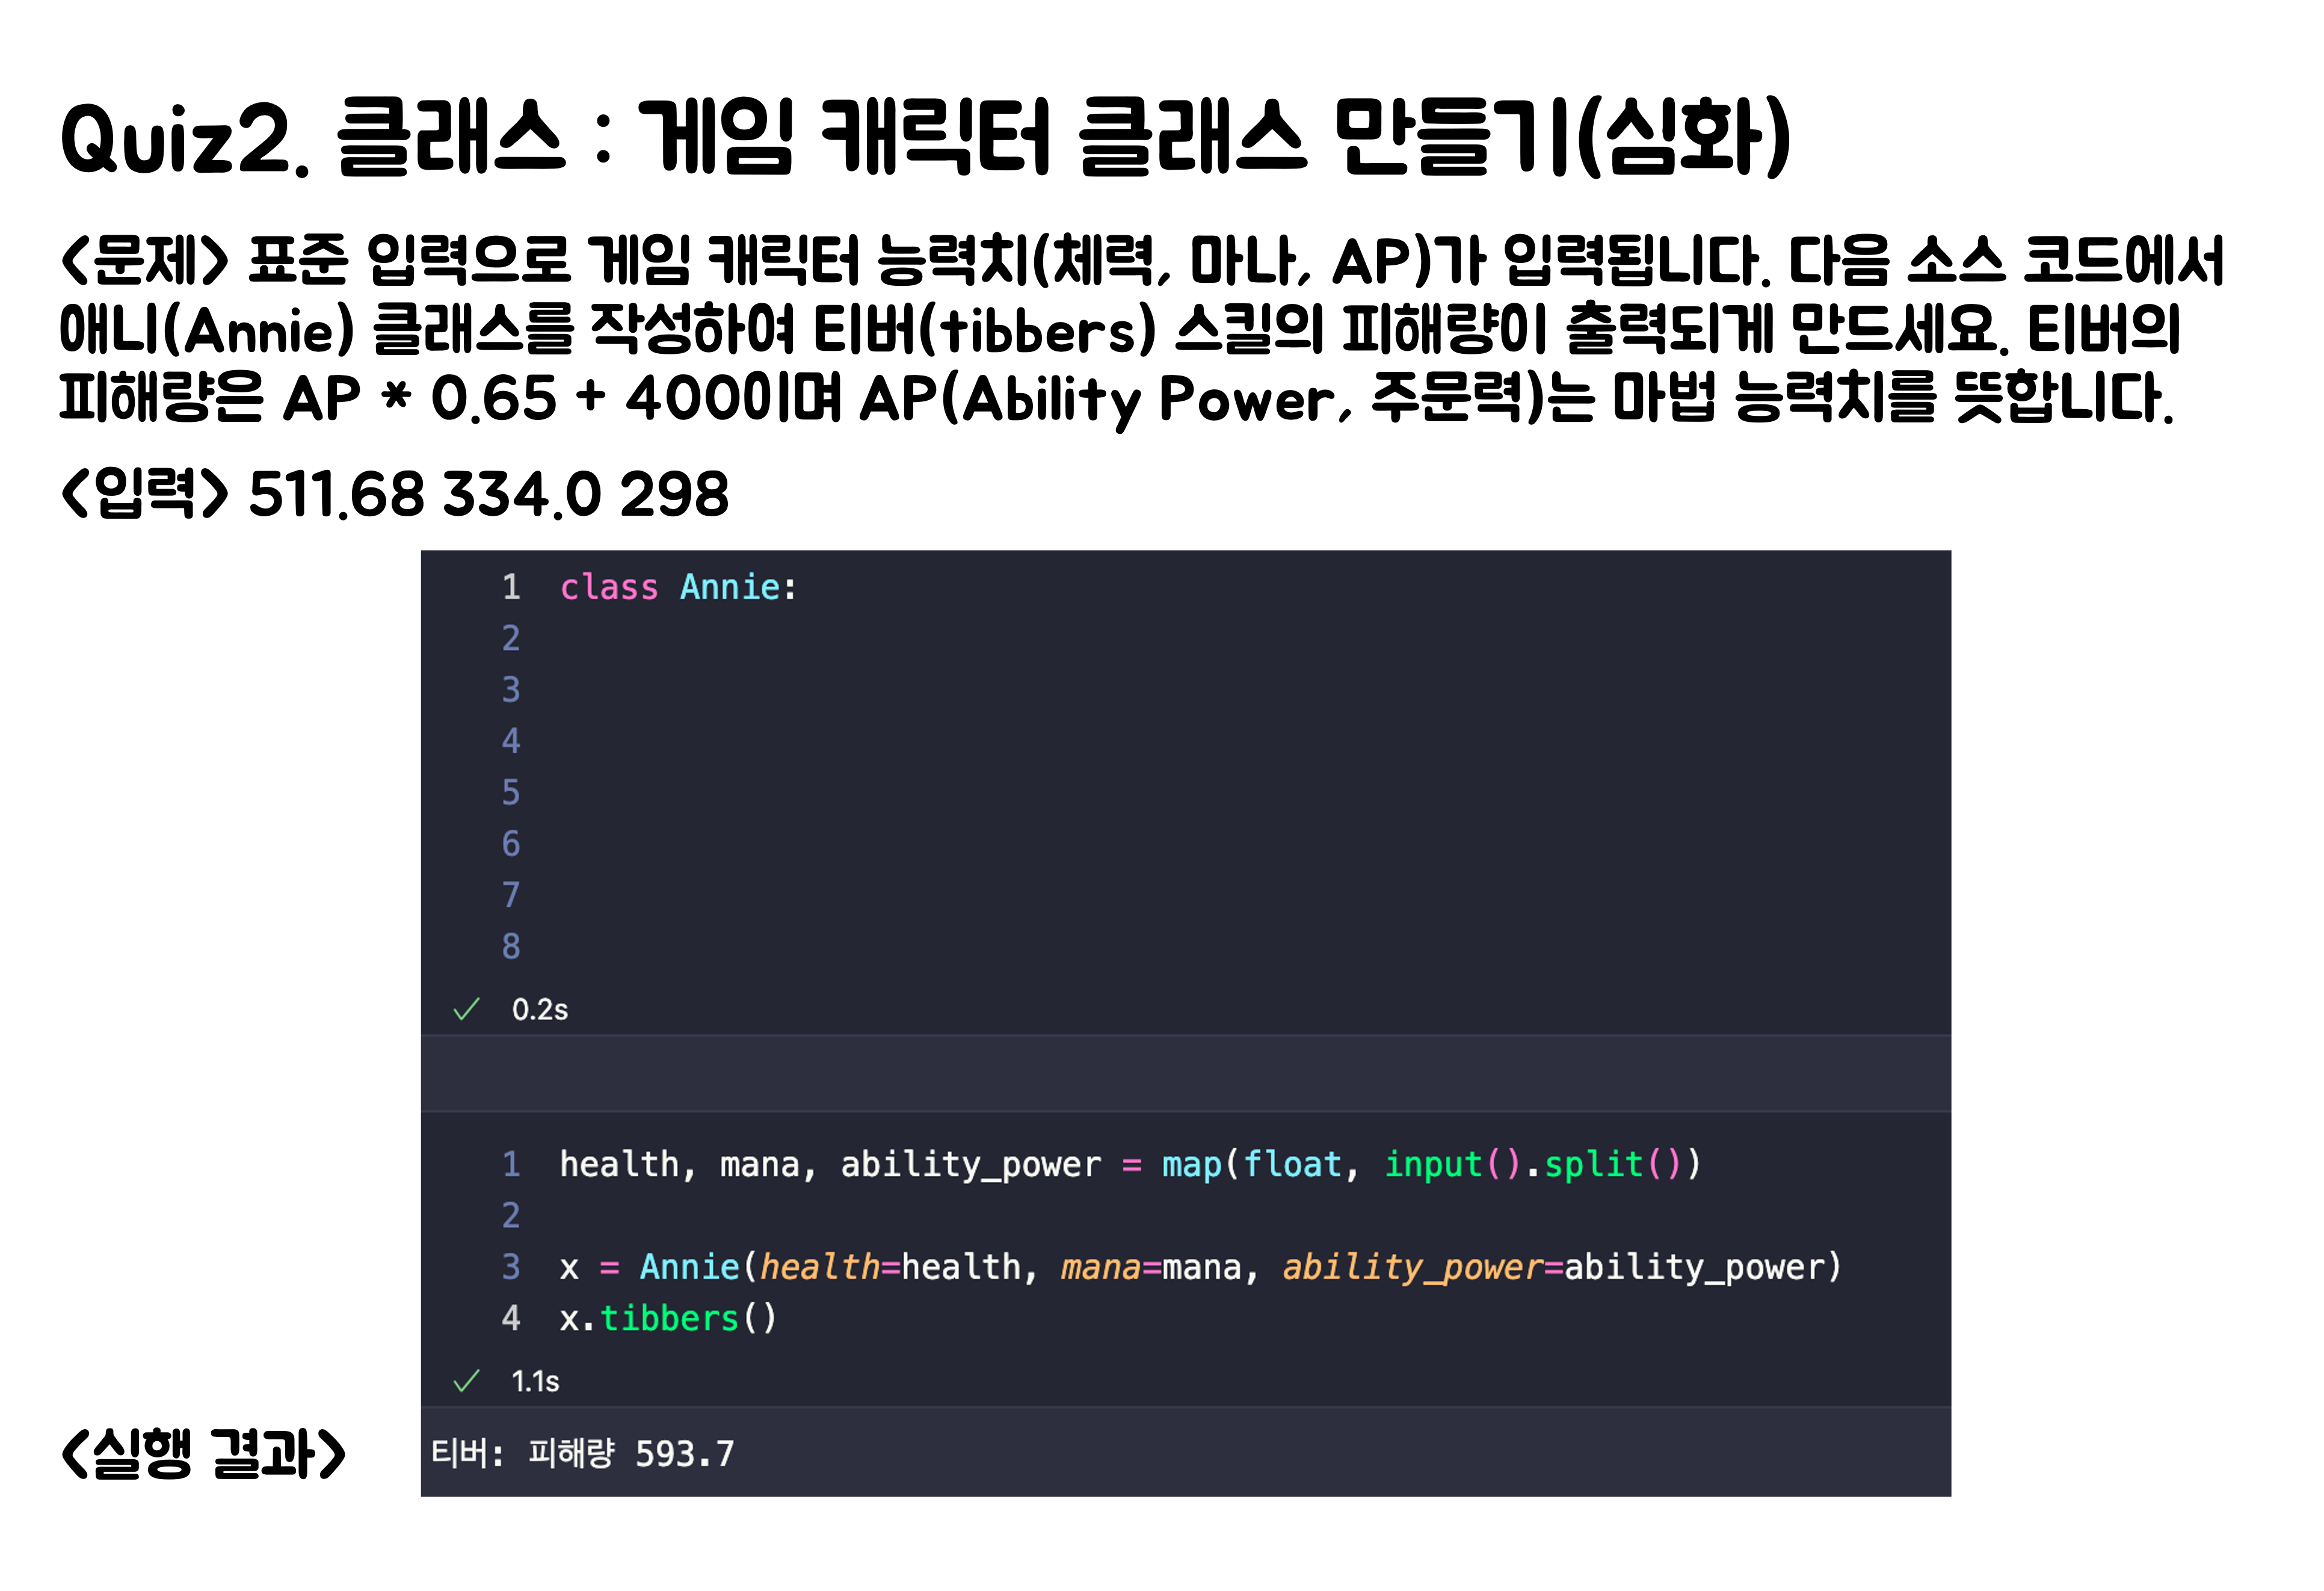 Quiz2. 클래스 : 게임 캐릭터 클래스 만들기(심화)
<문제> 표준 입력으로 게임 캐릭터 능력치(체력, 마나, AP)가 입력됩니다. 다음 소스 코드에서
애니(Annie) 클래스를 작성하여 티버(tibbers) 스킬의 피해량이 출력되게 만드세요. 티버의
피해량은 AP * 0.65 + 400이며 AP(Ability Power, 주문력)는 마법 능력치를 뜻합니다.
<입력> 511.68 334.0 298
1 class Annie:
2
3
4
5
6
7
8
✓ 0.2s
1 health, mana, ability_power = map(float, input().split())
2
3 x = Annie(health=health, mana=mana, ability_power=ability_power)
4 x.tibbers()
✓ 1.1s
<실행 결과> 티버: 피해량 593.7